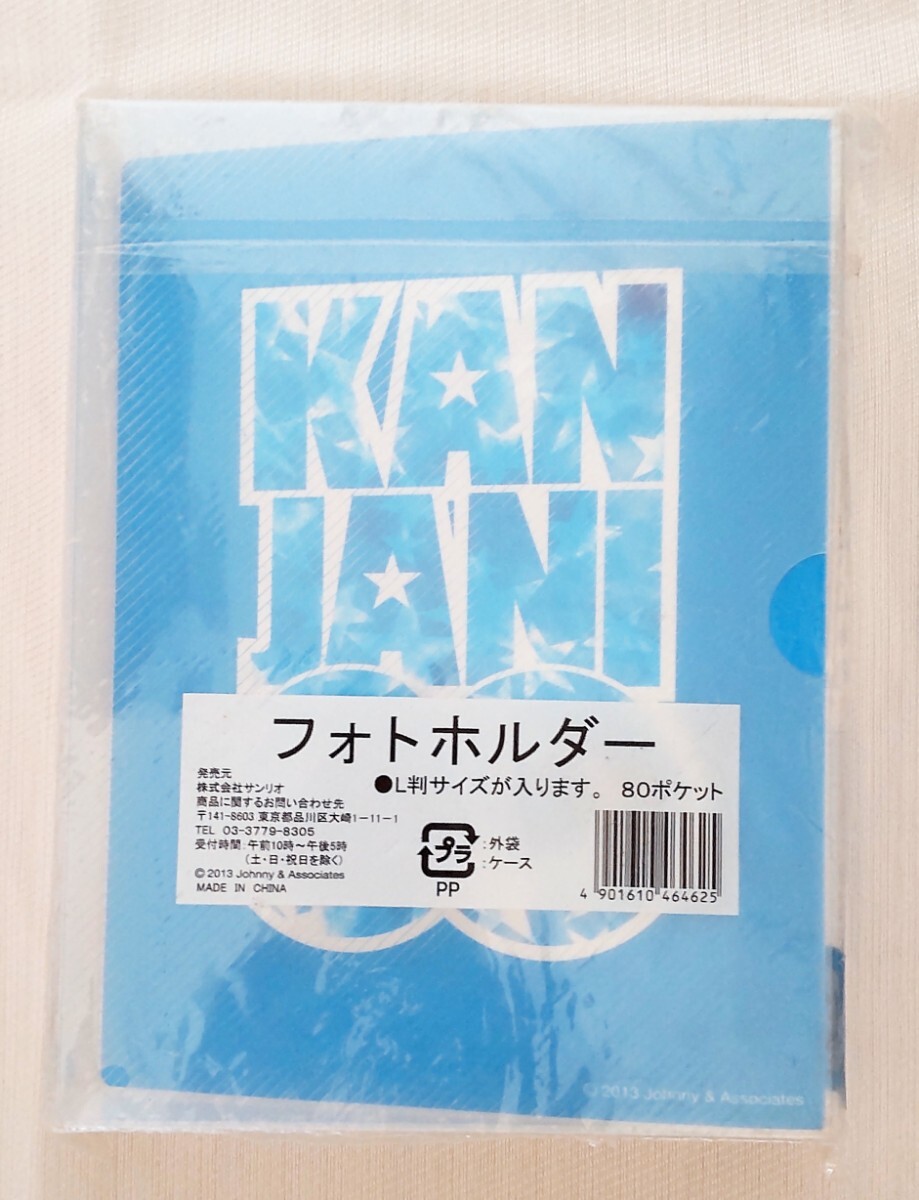 KAN
JANI
フォトホルダー
●L判サイズが入ります。 80ポケット
発売元
株式会社サンリオ
商品に関するお問い合わせ先
〒141-8603 東京都品川区大崎1-11-1
TEL 03-3779-8305
受付時間:午前10時〜午後5時
(土・日・祝日を除く)
©2013 Johnny & Associates
MADE IN CHINA
プラ
:外袋
:ケース
PP
4 901610 464625
©2013 Johnny & Associates